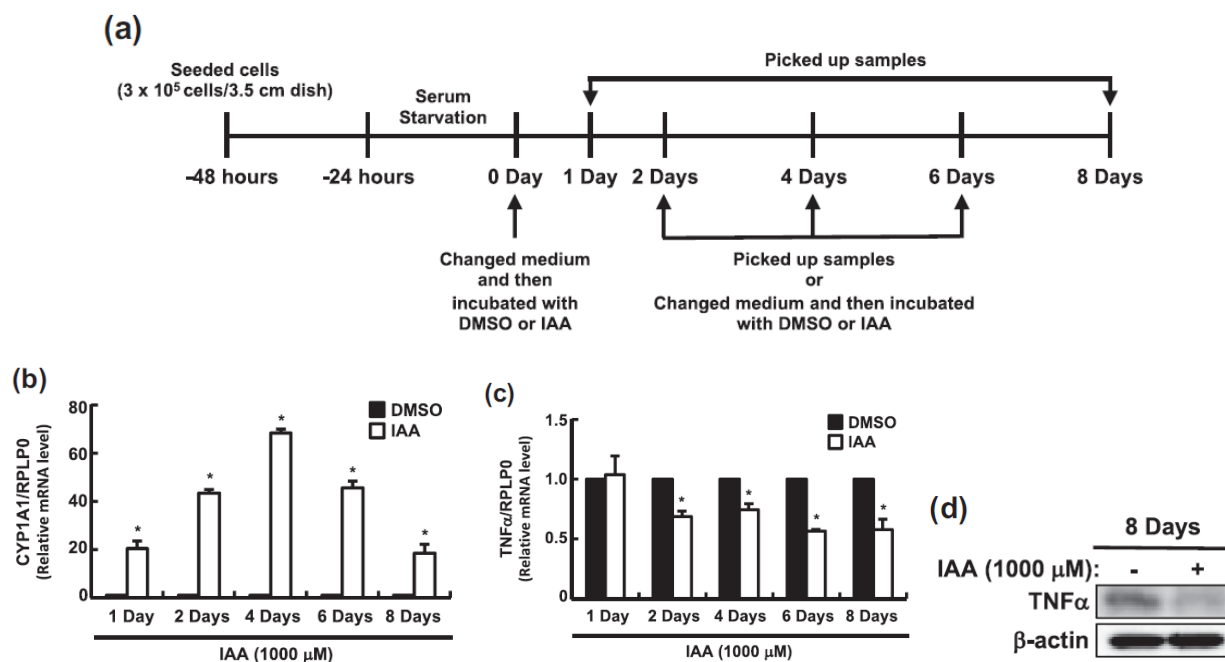 (a)
Seeded cells
(3 x 10⁵ cells/3.5 cm dish)
Serum
Starvation
Picked up samples
-48 hours
-24 hours
0 Day
1 Day
2 Days
4 Days
6 Days
8 Days
Changed medium
and then
incubated with
DMSO or IAA
Picked up samples
or
Changed medium and then incubated
with DMSO or IAA
(b)
CYP1A1/RPLP0
(Relative mRNA level)
80
60
40
20
0
DMSO
IAA
*
*
*
*
*
1 Day
2 Days
4 Days
6 Days
8 Days
IAA (1000 μM)
(c)
TNFα/RPLP0
(Relative mRNA level)
1.5
1.0
0.5
0
DMSO
IAA
*
*
*
*
1 Day
2 Days
4 Days
6 Days
8 Days
IAA (1000 μM)
(d)
8 Days
IAA (1000 μM): - +
TNFα
β-actin